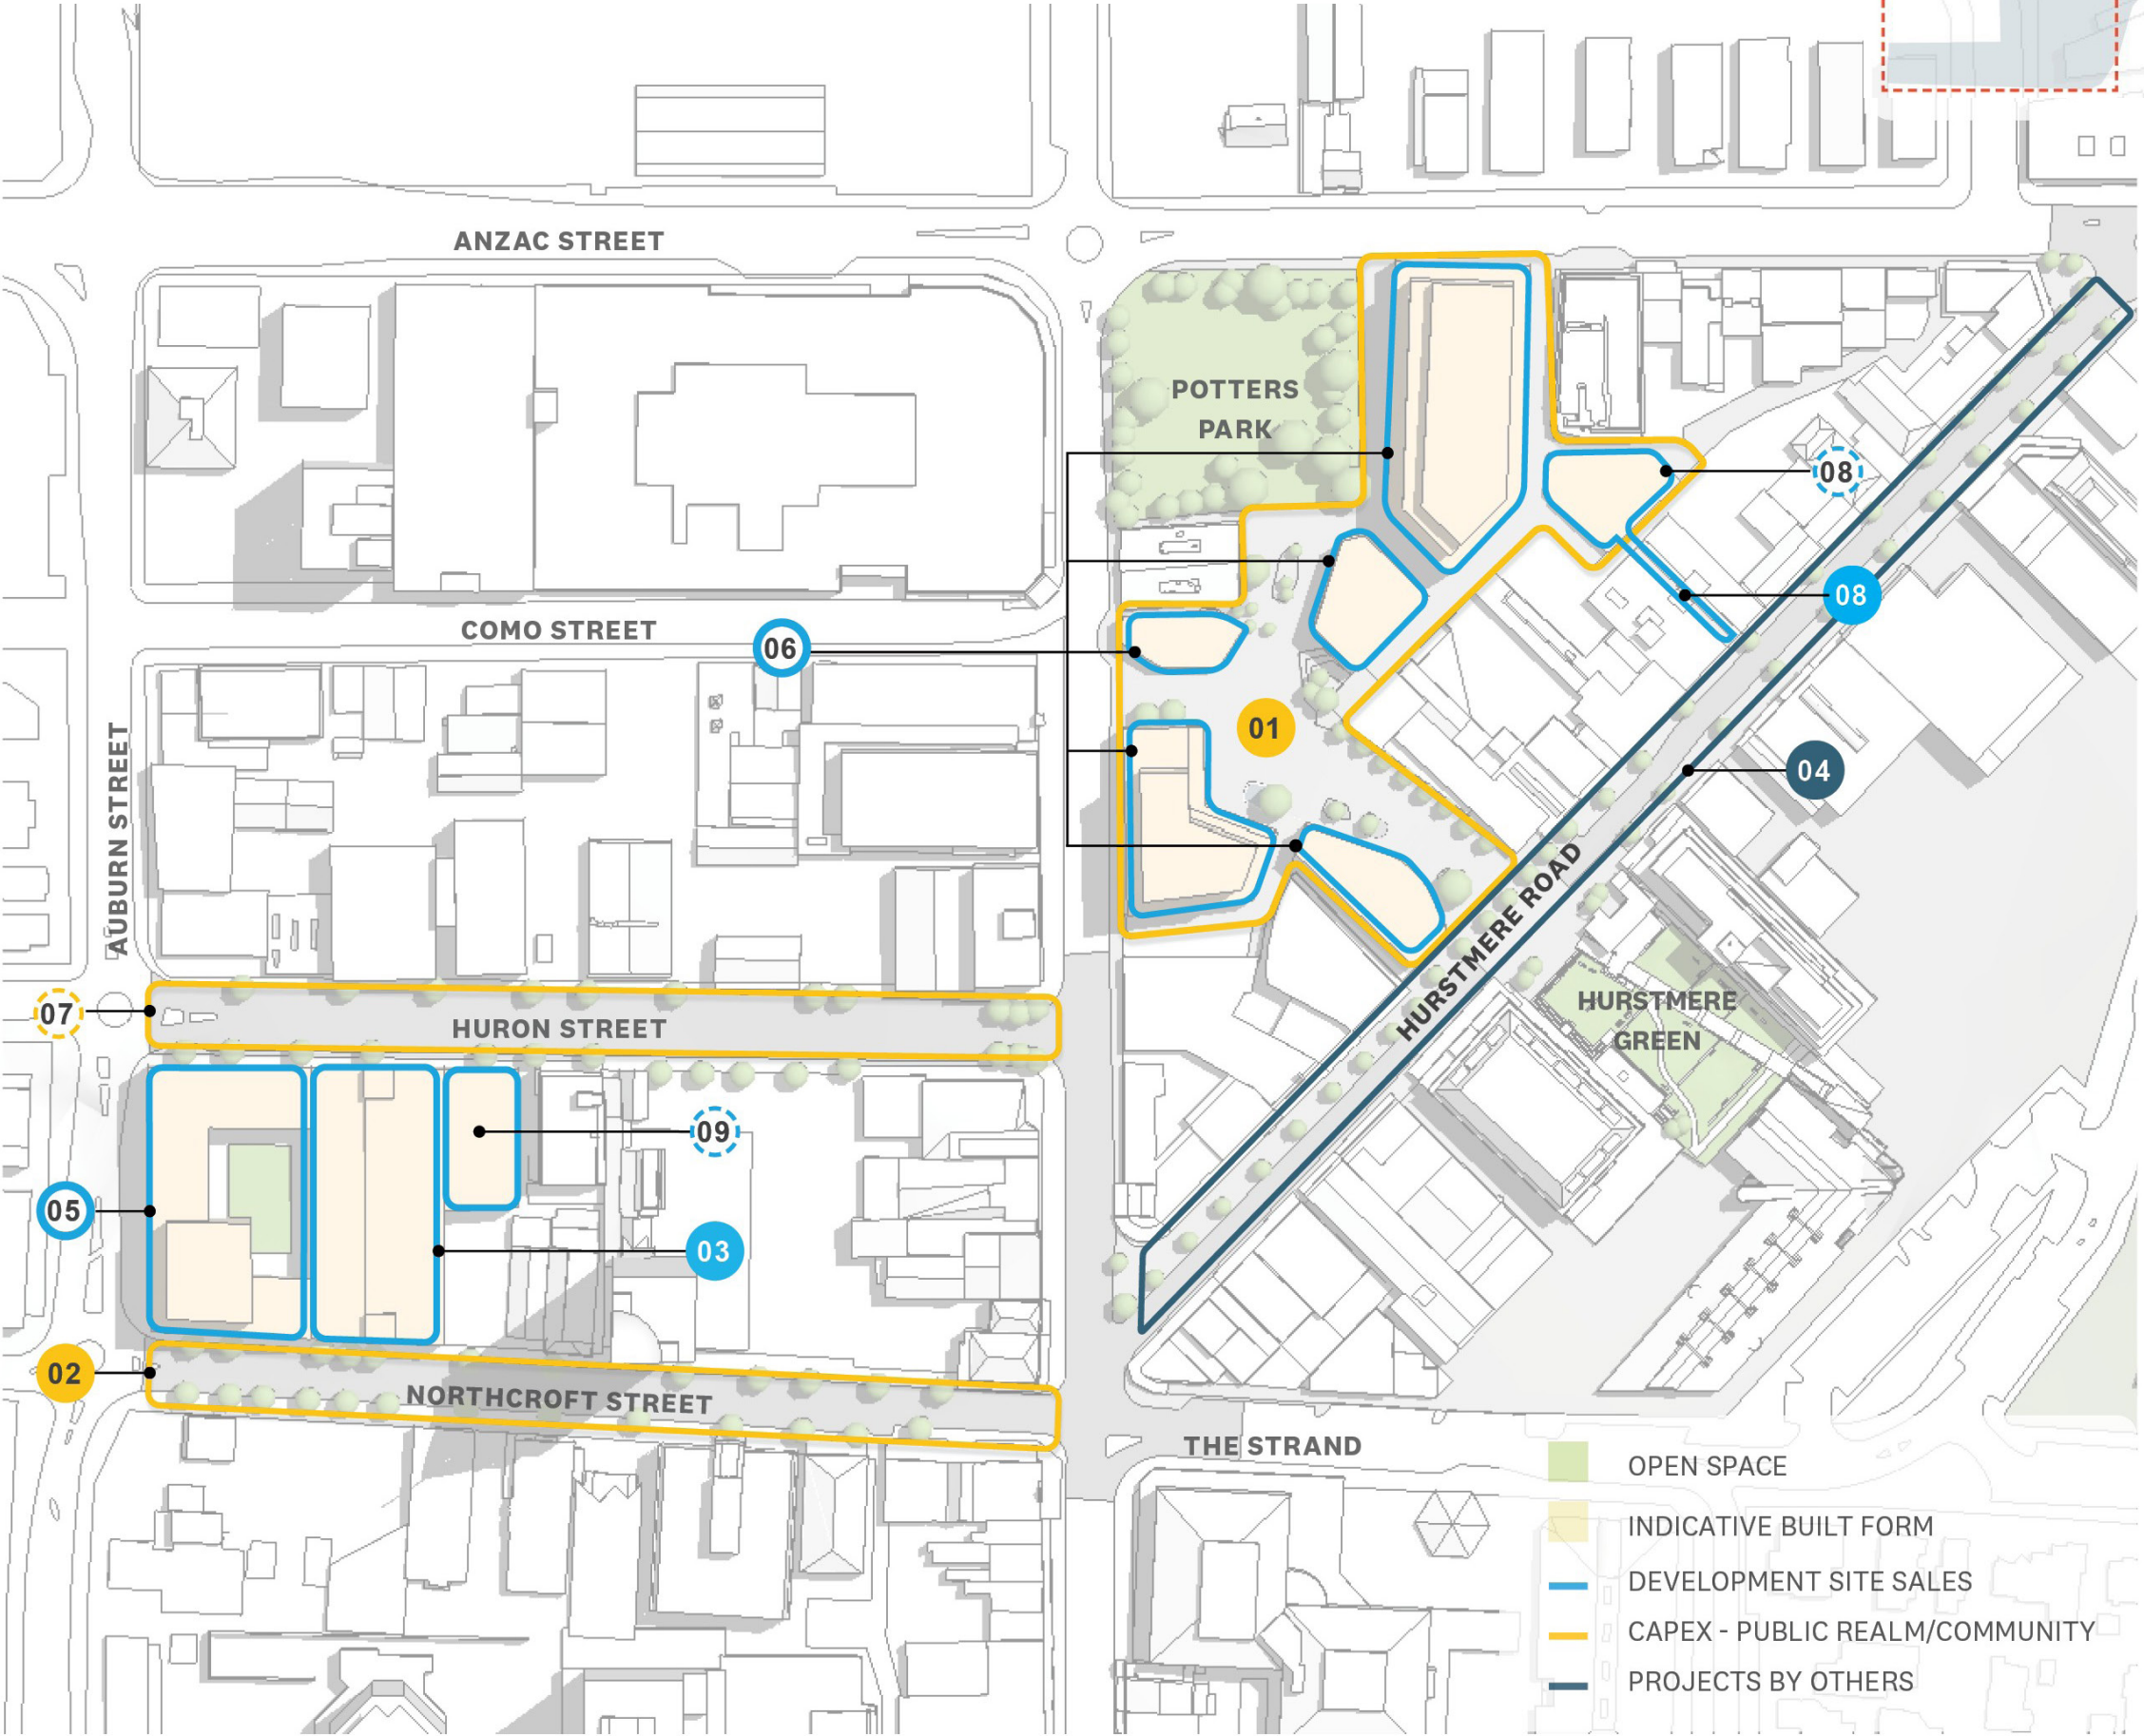 ANZAC STREET
POTTERS
PARK
08
08
COMO STREET
06
01
04
AUBURN STREET
HURSTMERE ROAD
07
HURON STREET
HURSTMERE
GREEN
09
05
03
02
NORTHCROFT STREET
THE STRAND
OPEN SPACE
INDICATIVE BUILT FORM
DEVELOPMENT SITE SALES
CAPEX - PUBLIC REALM/COMMUNITY
PROJECTS BY OTHERS